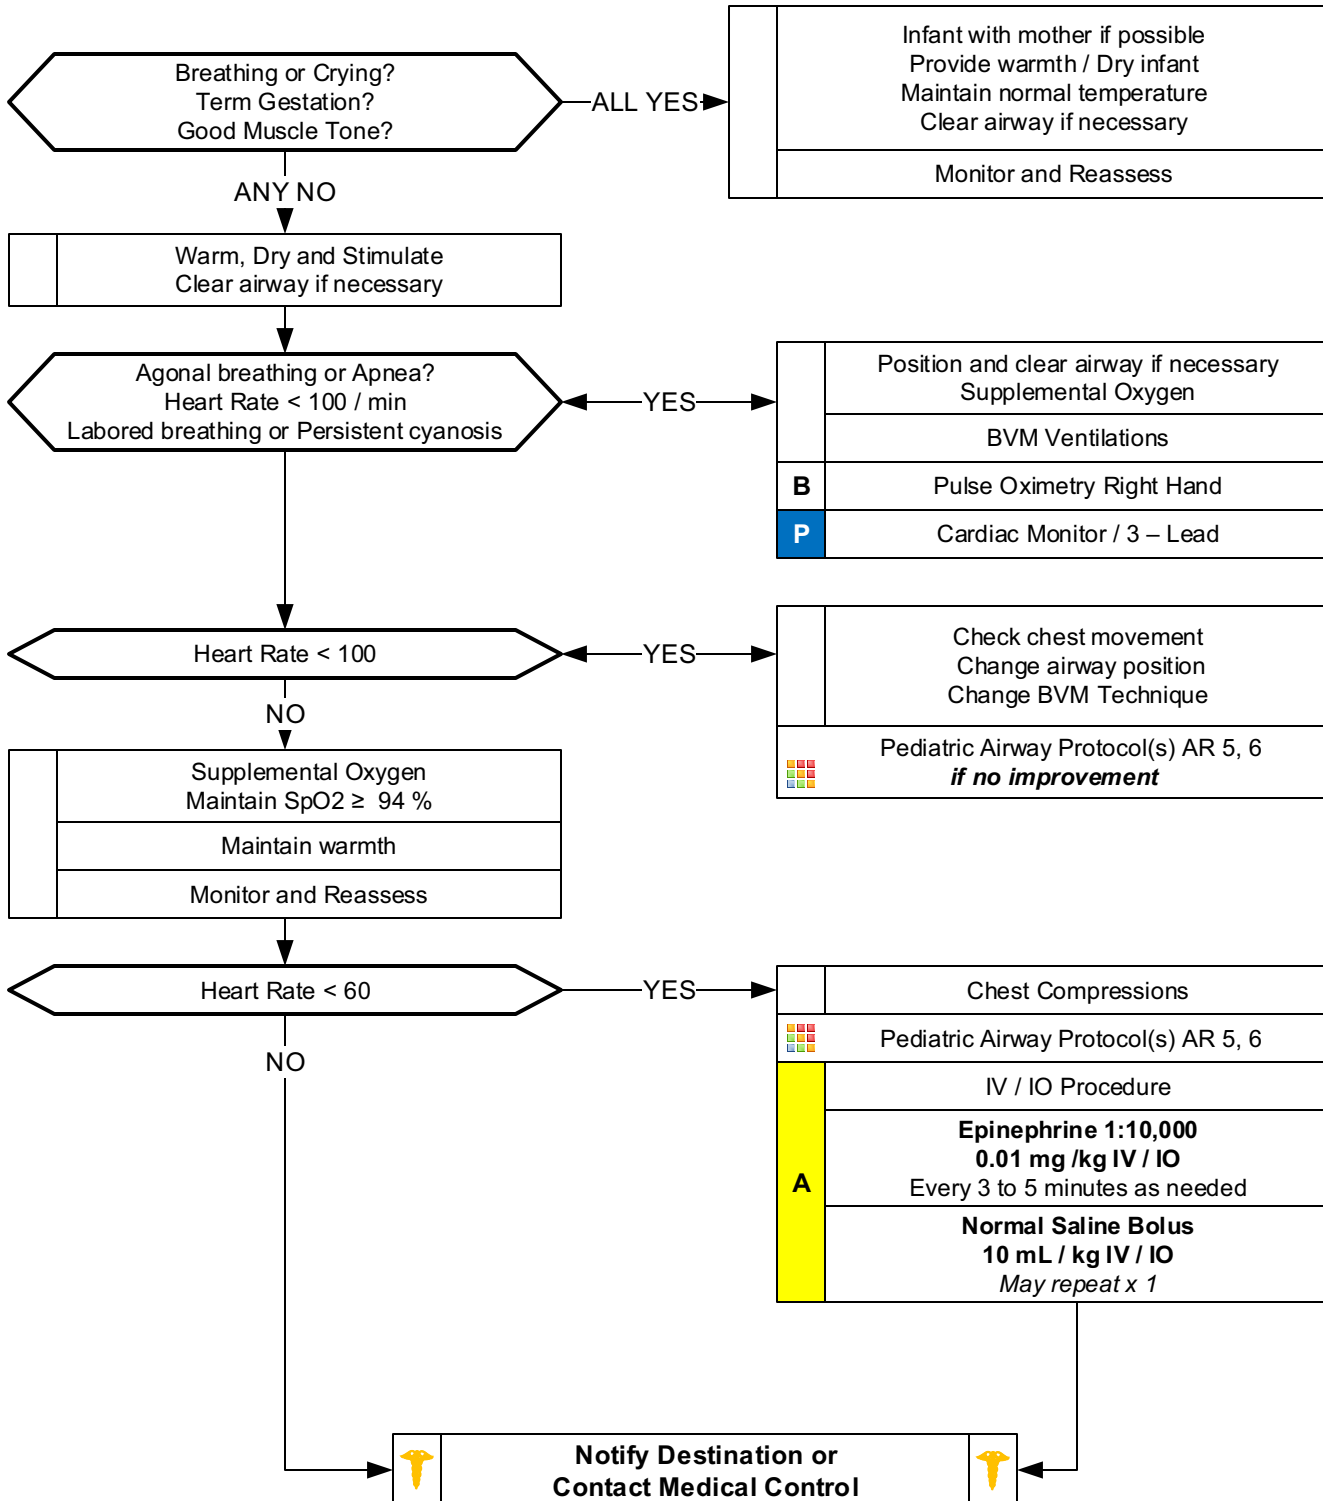 Breathing or Crying?
Term Gestation?
Good Muscle Tone?
ALL YES
Infant with mother if possible
Provide warmth / Dry infant
Maintain normal temperature
Clear airway if necessary
Monitor and Reassess
ANY NO
Warm, Dry and Stimulate
Clear airway if necessary
Agonal breathing or Apnea?
Heart Rate < 100 / min
Labored breathing or Persistent cyanosis
YES
Position and clear airway if necessary
Supplemental Oxygen
BVM Ventilations
B
Pulse Oximetry Right Hand
P
Cardiac Monitor / 3 – Lead
Heart Rate < 100
YES
Check chest movement
Change airway position
Change BVM Technique
Pediatric Airway Protocol(s) AR 5, 6
if no improvement
NO
Supplemental Oxygen
Maintain SpO2 ≥ 94 %
Maintain warmth
Monitor and Reassess
Heart Rate < 60
YES
Chest Compressions
Pediatric Airway Protocol(s) AR 5, 6
A
IV / IO Procedure
Epinephrine 1:10,000
0.01 mg /kg IV / IO
Every 3 to 5 minutes as needed
Normal Saline Bolus
10 mL / kg IV / IO
May repeat x 1
NO
Notify Destination or
Contact Medical Control